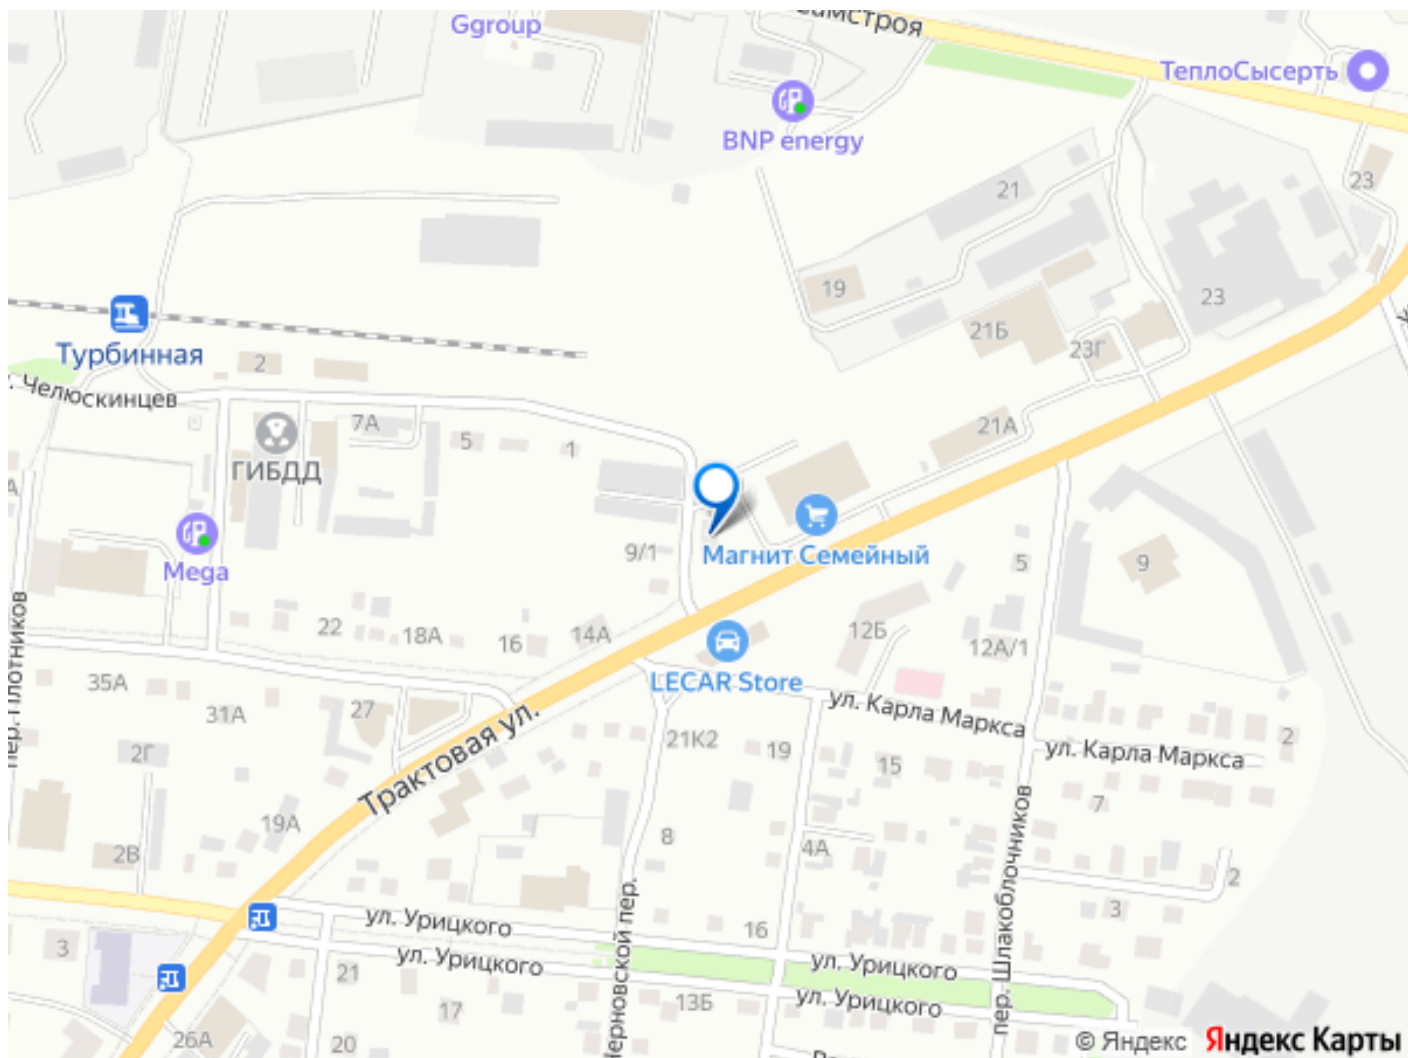 Ggroup
ТеплоСысерть
BNP energy
23
21
19
23
21Б
23Г
Турбинная
2
Челюскинцев
7А
5
1
21А
ГИБДД
9/1
Магнит Семейный
Mega
5
9
22
18А
16
14А
12Б
12А/1
35А
31А
27
LECAR Store
ул. Карла Маркса
ул. Карла Маркса
2
пер. Плотников
2Г
Трактовая ул.
21К2
19
15
7
19А
2В
8
4А
пер. Шлакоблочников
2
3
ул. Урицкого
16
3
21
ул. Урицкого
ул. Урицкого
ул. Урицкого
17
13Б
26А
20
© Яндекс Яндекс Карты